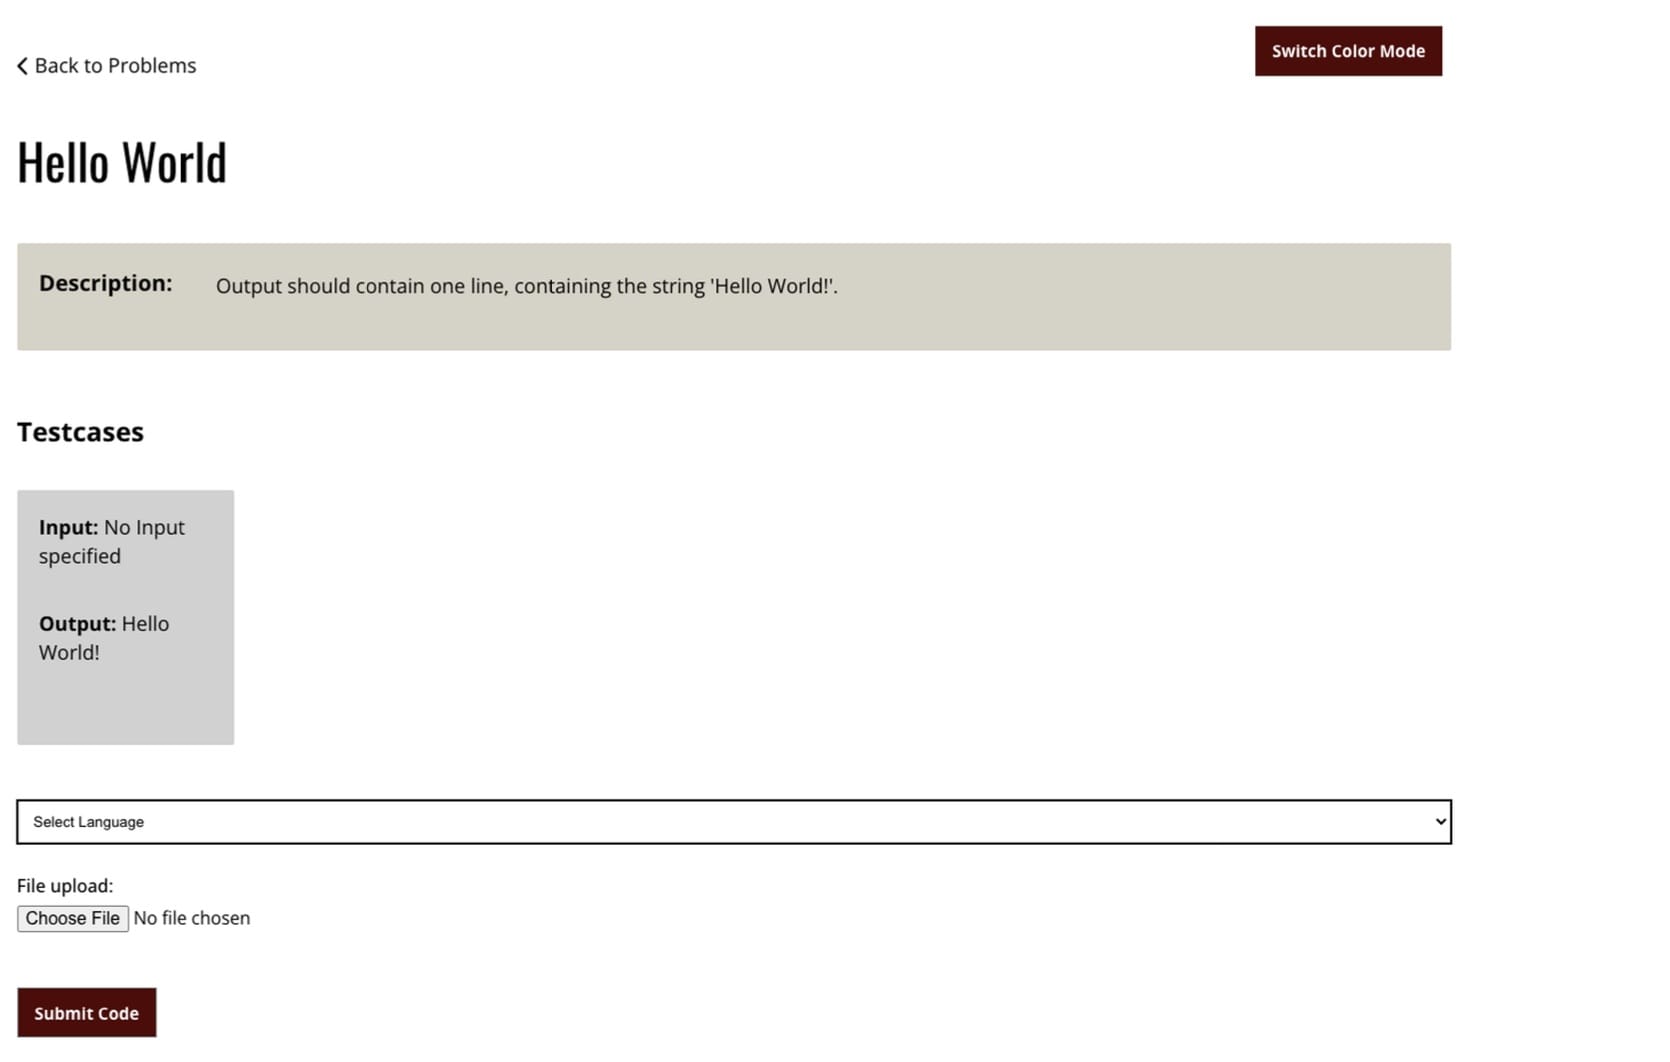 Switch Color Mode
Back to Problems
Hello World
Description: Output should contain one line, containing the string 'Hello World!'.
Testcases
Input: No Input
specified
Output: Hello
World!
Select Language
File upload:
Choose File No file chosen
Submit Code